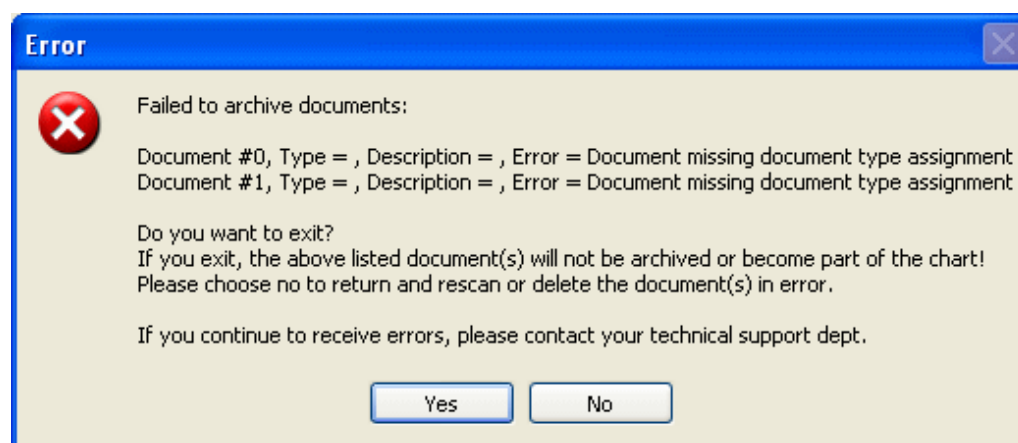 Error
Failed to archive documents:
Document #0, Type = , Description = , Error = Document missing document type assignment
Document #1, Type = , Description = , Error = Document missing document type assignment
Do you want to exit?
If you exit, the above listed document(s) will not be archived or become part of the chart!
Please choose no to return and rescan or delete the document(s) in error.
If you continue to receive errors, please contact your technical support dept.
Yes No